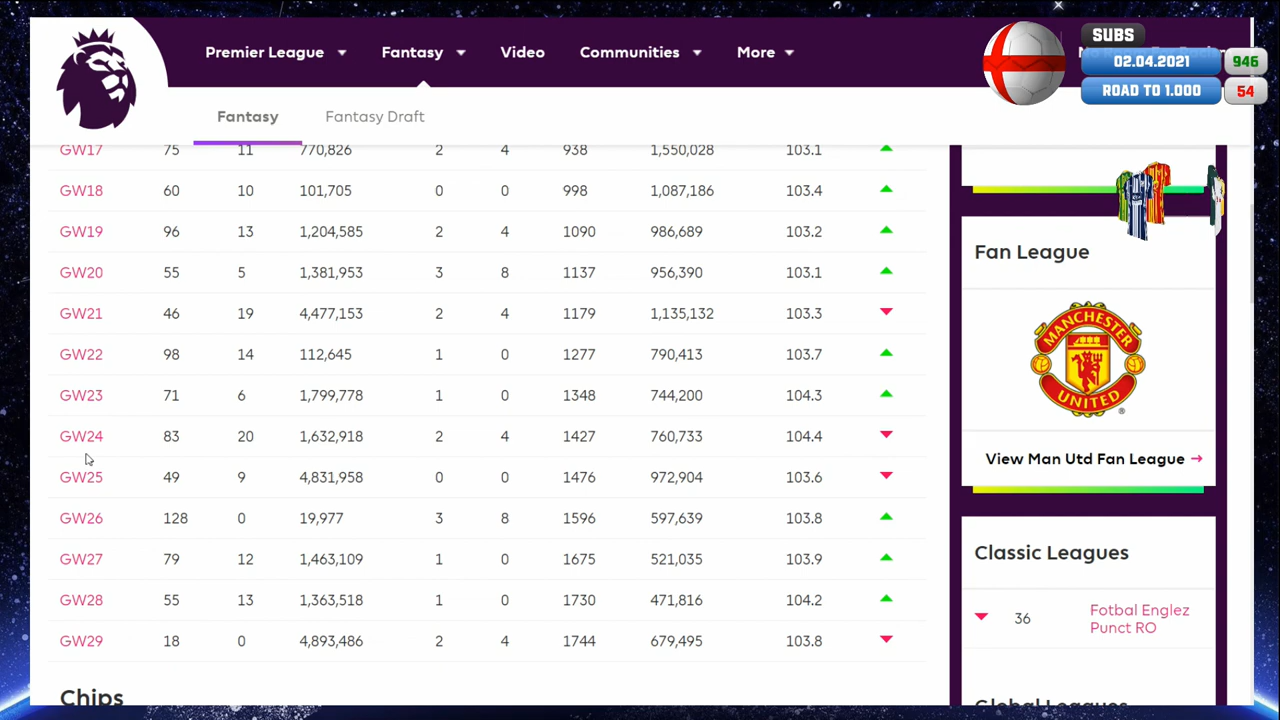 SUBS
Premier League Fantasy Video Communities More
02.04.2021 946
ROAD TO 1.000 54
Fantasy Fantasy Draft
GW17 75 11 770,826 2 4 938 1,550,028 103.1
GW18 60 10 101,705 0 0 998 1,087,186 103.4
GW19 96 13 1,204,585 2 4 1090 986,689 103.2
GW20 55 5 1,381,953 3 8 1137 956,390 103.1
GW21 46 19 4,477,153 2 4 1179 1,135,132 103.3
GW22 98 14 112,645 1 0 1277 790,413 103.7
GW23 71 6 1,799,778 1 0 1348 744,200 104.3
GW24 83 20 1,632,918 2 4 1427 760,733 104.4
GW25 49 9 4,831,958 0 0 1476 972,904 103.6
GW26 128 0 19,977 3 8 1596 597,639 103.8
GW27 79 12 1,463,109 1 0 1675 521,035 103.9
GW28 55 13 1,363,518 1 0 1730 471,816 104.2
GW29 18 0 4,893,486 2 4 1744 679,495 103.8
Chips
Fan League
MANCHESTER
UNITED
View Man Utd Fan League →
Classic Leagues
36 Fotbal Englez
Punct RO
Global Leagues